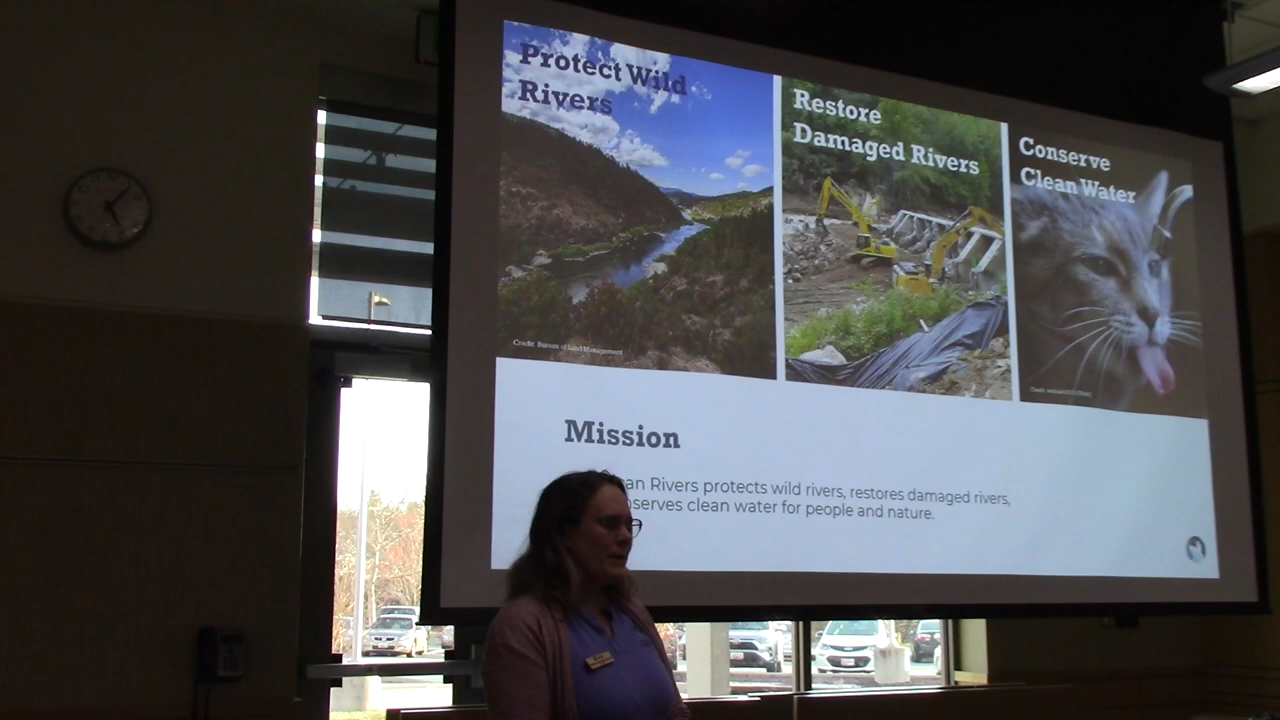 Protect Wild
Rivers
Restore
Damaged Rivers
Conserve
Clean Water
Credit: Bureau of Land Management
Mission
an Rivers protects wild rivers, restores damaged rivers,
nserves clean water for people and nature.